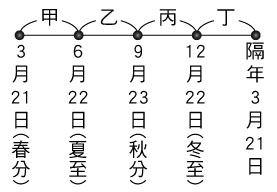 甲 乙 丙 丁
3月21日(春分)
6月22日(夏至)
9月23日(秋分)
12月22日(冬至)
隔年3月21日